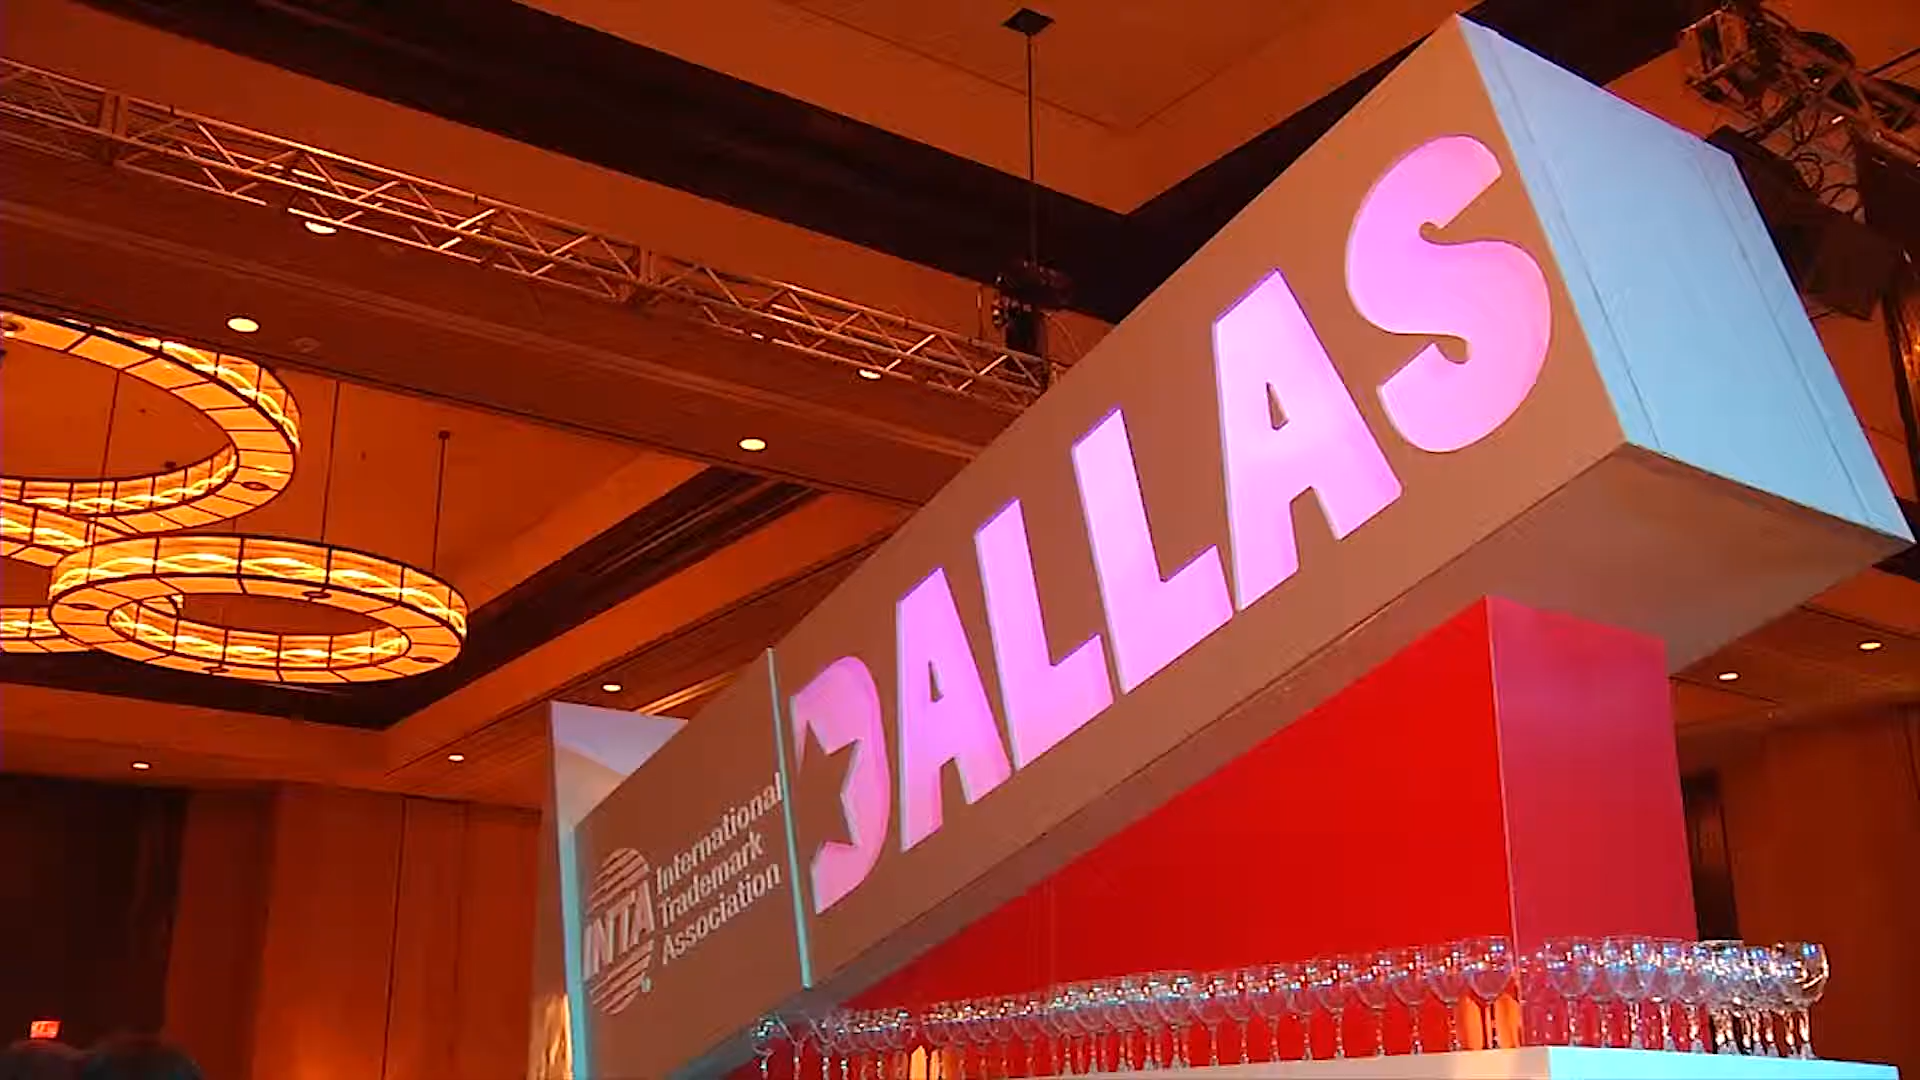 INTA
International
Trademark
Association
DALLAS